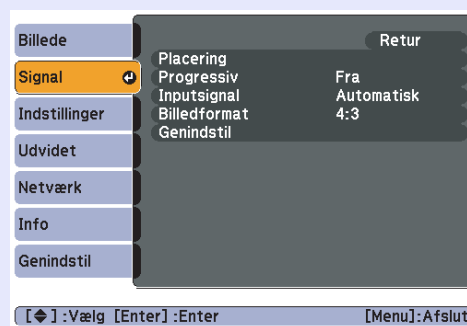 Billede
Signal
Indstillinger
Udvidet
Netværk
Info
Genindstil
Retur
Placering
Progressiv Fra
Inputsignal Automatisk
Billedformat 4:3
Genindstil
[◆]:Vælg [Enter]:Enter [Menu]:Afslut